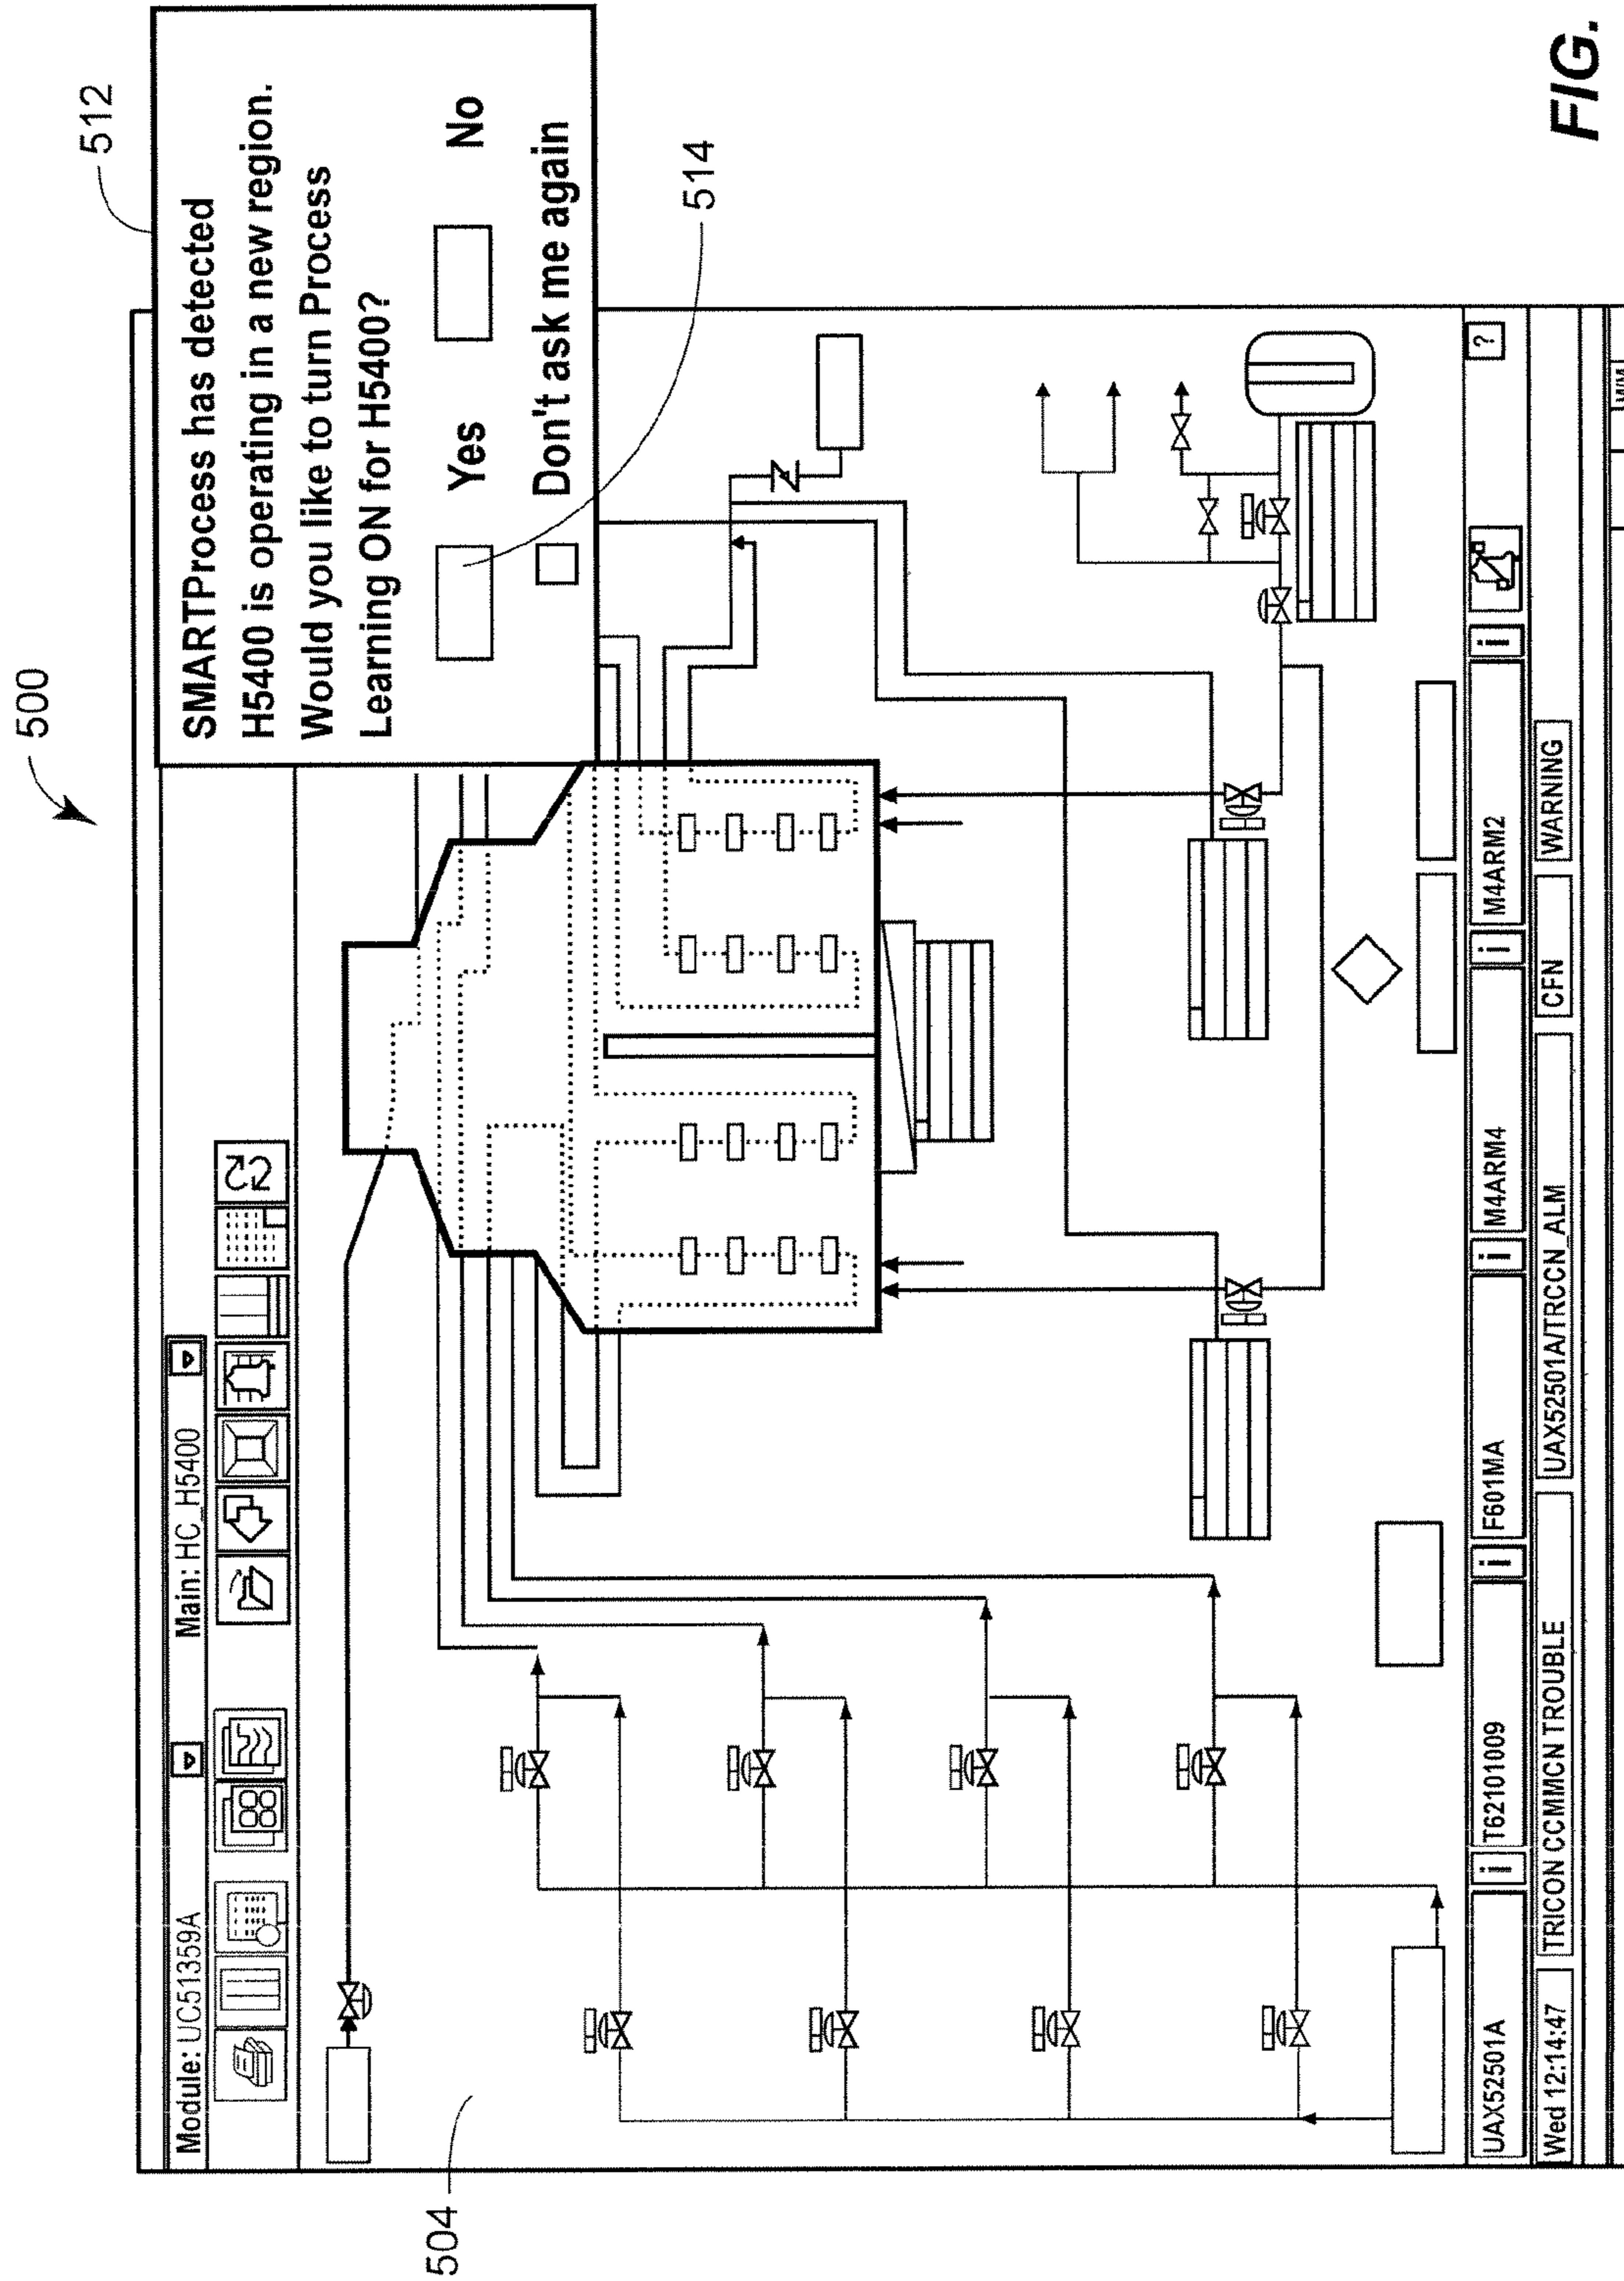 500
512
SMARTProcess has detected
H5400 is operating in a new region.
Would you like to turn Process
Learning ON for H5400?
Yes
No
Don't ask me again
514
504
Module: UC51359A
Main: HC_H5400
?
UAX52501A
i
T62101009
i
F601MA
i
M4ARM4
i
M4ARM2
i
Wed 12:14:47
TRICON CCMMCN TROUBLE
UAX52501A/TRCCN_ALM
CFN
WARNING
FIG.